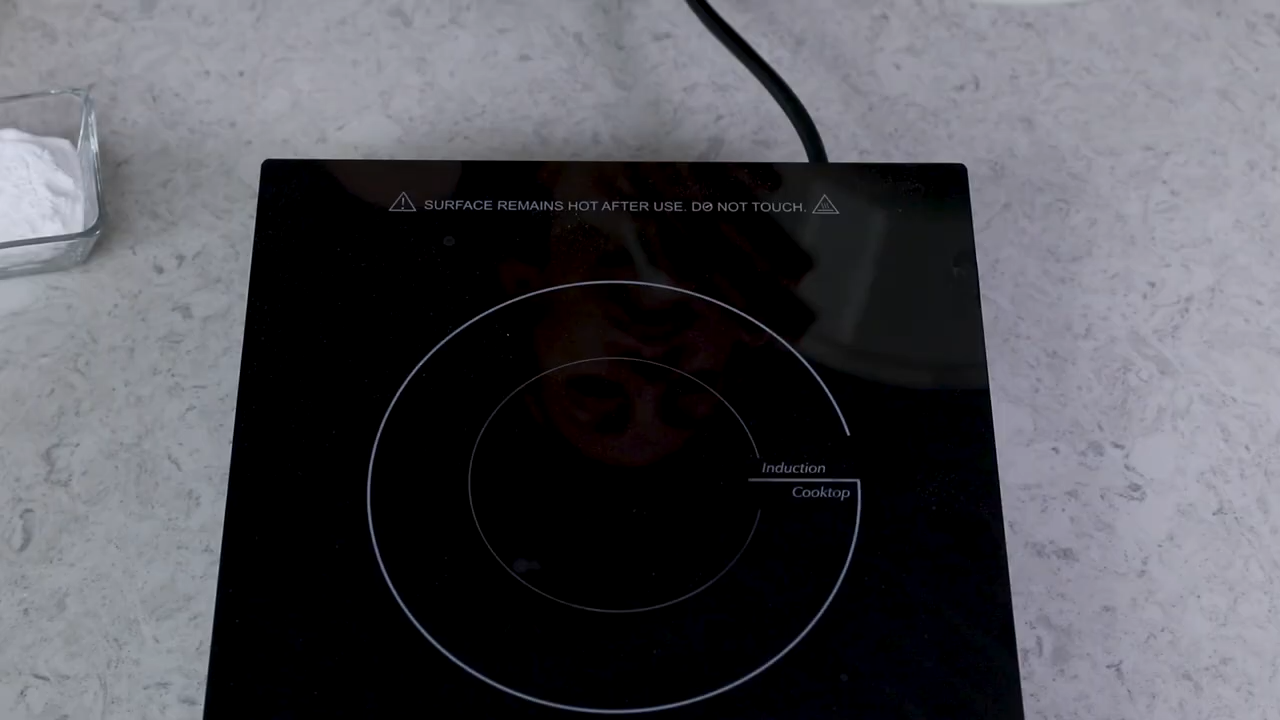 SURFACE REMAINS HOT AFTER USE. DO NOT TOUCH.
Induction
Cooktop